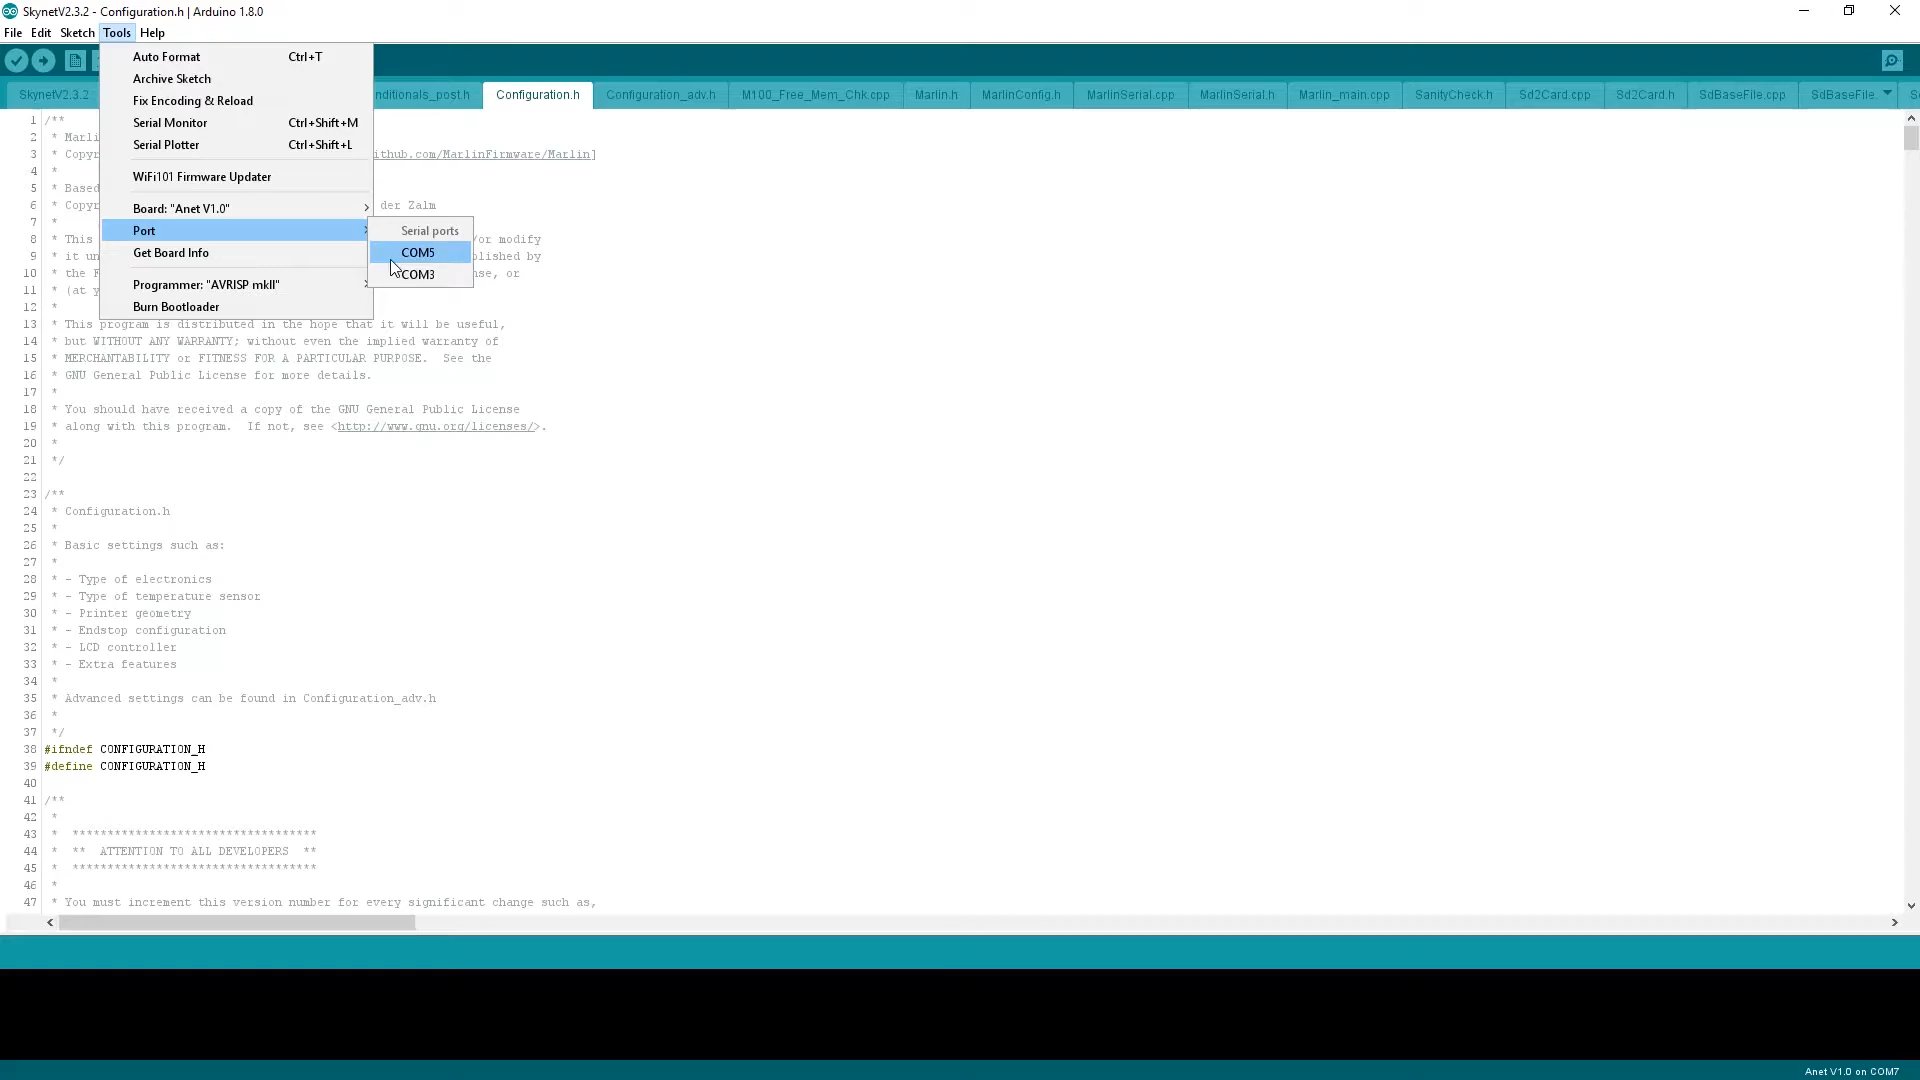 SkynetV2.3.2 - Configuration.h | Arduino 1.8.0
File Edit Sketch Tools Help
Auto Format Ctrl+T
Archive Sketch
Fix Encoding & Reload
Serial Monitor Ctrl+Shift+M
Serial Plotter Ctrl+Shift+L
WiFi101 Firmware Updater
Board: "Anet V1.0"
Port
Get Board Info
Programmer: "AVRISP mkII"
Burn Bootloader
Serial ports
COM5
COM3
SkynetV2.3.2 nditionals_post.h Configuration.h Configuration_adv.h M100_Free_Mem_Chk.cpp Marlin.h MarlinConfig.h MarlinSerial.cpp MarlinSerial.h Marlin_main.cpp SanityCheck.h Sd2Card.cpp Sd2Card.h SdBaseFile.cpp SdBaseFile.
1 /**
2 * Marli
3 * Copyr ithub.com/MarlinFirmware/Marlin]
4 *
5 * Based
6 * Copyr der Zalm
7 *
8 * This /or modify
9 * it un blished by
10 * the F nse, or
11 * (at y
12 *
13 * This program is distributed in the hope that it will be useful,
14 * but WITHOUT ANY WARRANTY; without even the implied warranty of
15 * MERCHANTABILITY or FITNESS FOR A PARTICULAR PURPOSE. See the
16 * GNU General Public License for more details.
17 *
18 * You should have received a copy of the GNU General Public License
19 * along with this program. If not, see <http://www.gnu.org/licenses/>.
20 *
21 */
22
23 /**
24 * Configuration.h
25 *
26 * Basic settings such as:
27 *
28 * - Type of electronics
29 * - Type of temperature sensor
30 * - Printer geometry
31 * - Endstop configuration
32 * - LCD controller
33 * - Extra features
34 *
35 * Advanced settings can be found in Configuration_adv.h
36 *
37 */
38 #ifndef CONFIGURATION_H
39 #define CONFIGURATION_H
40
41 /**
42 *
43 * ***********************************
44 * ** ATTENTION TO ALL DEVELOPERS **
45 * ***********************************
46 *
47 * You must increment this version number for every significant change such as,
Anet V1.0 on COM7